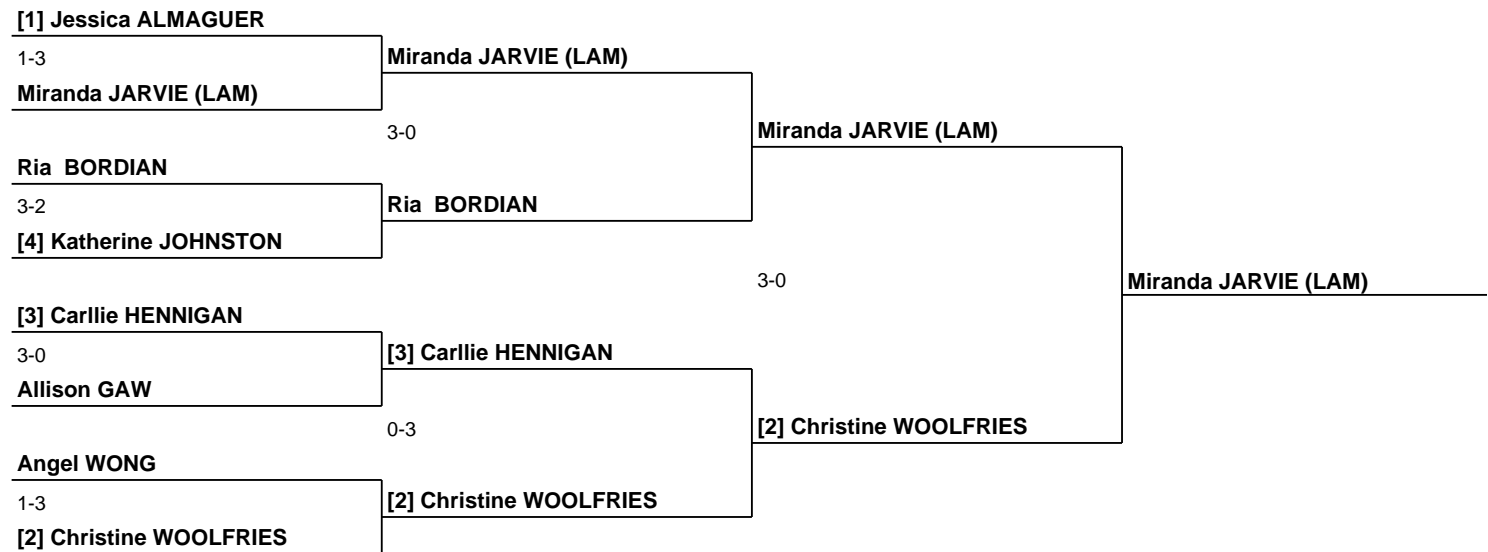 [1] Jessica ALMAGUER
1-3
Miranda JARVIE (LAM)
Miranda JARVIE (LAM)
3-0
Miranda JARVIE (LAM)
Ria  BORDIAN
3-2
Ria  BORDIAN
[4] Katherine JOHNSTON
3-0
Miranda JARVIE (LAM)
[3] Carllie HENNIGAN
3-0
[3] Carllie HENNIGAN
Allison GAW
0-3
[2] Christine WOOLFRIES
Angel WONG
1-3
[2] Christine WOOLFRIES
[2] Christine WOOLFRIES